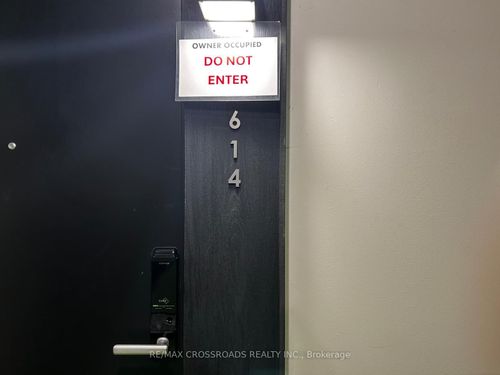 OWNER OCCUPIED
DO NOT
ENTER
6
1
4
RE/MAX CROSSROADS REALTY INC., Brokerage